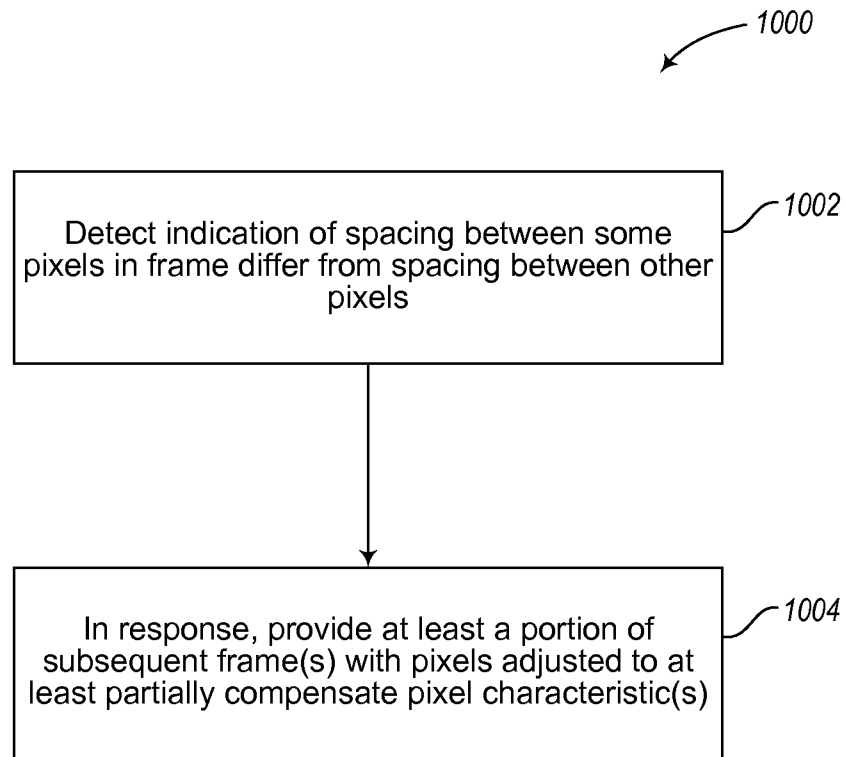 1000
1002
Detect indication of spacing between some
pixels in frame differ from spacing between other
pixels
1004
In response, provide at least a portion of
subsequent frame(s) with pixels adjusted to at
least partially compensate pixel characteristic(s)